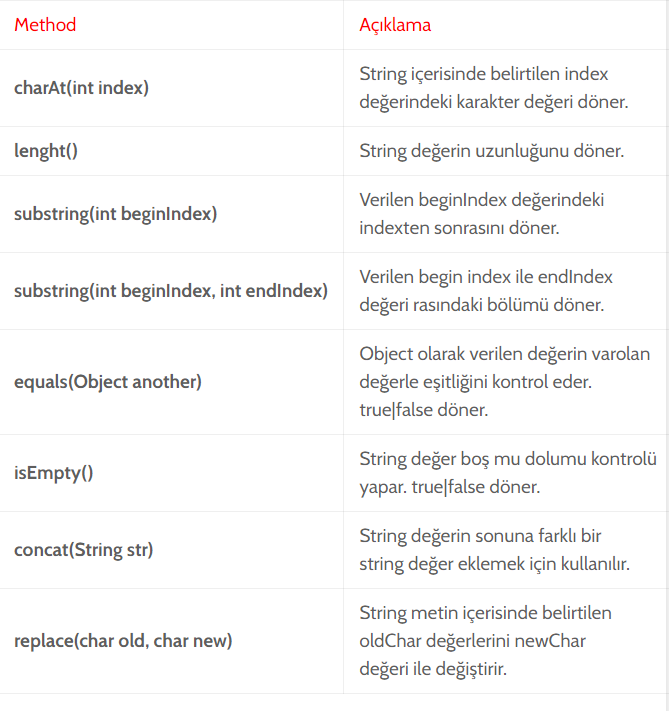 Method
Açıklama
charAt(int index)
String içerisinde belirtilen index
değerindeki karakter değeri döner.
lenght()
String değerin uzunluğunu döner.
substring(int beginIndex)
Verilen beginIndex değerindeki
indexten sonrasını döner.
substring(int beginIndex, int endIndex)
Verilen begin index ile endIndex
değeri rasındaki bölümü döner.
equals(Object another)
Object olarak verilen değerin varolan
değerle eşitliğini kontrol eder.
true|false döner.
isEmpty()
String değer boş mu dolumu kontrolü
yapar. true|false döner.
concat(String str)
String değerin sonuna farklı bir
string değer eklemek için kullanılır.
replace(char old, char new)
String metin içerisinde belirtilen
oldChar değerlerini newChar
değeri ile değiştirir.